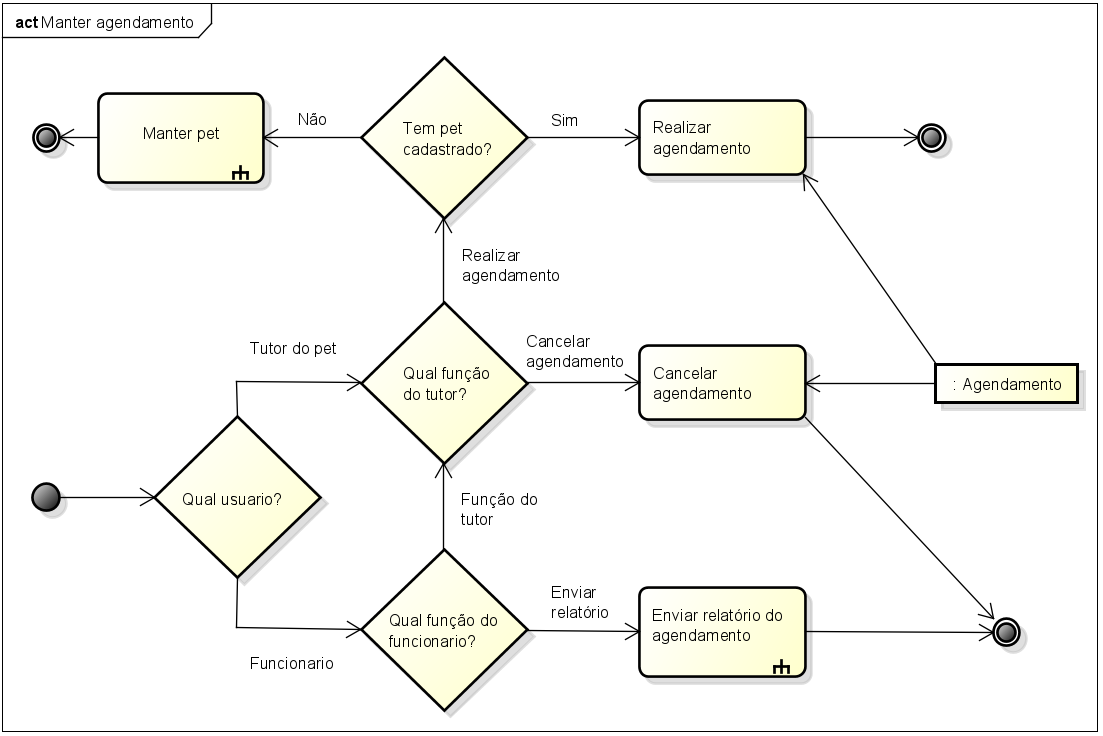 act Manter agendamento
Manter pet
Não
Tem pet
cadastrado?
Sim
Realizar
agendamento
Realizar
agendamento
Tutor do pet
Qual função
do tutor?
Cancelar
agendamento
Cancelar
agendamento
: Agendamento
Qual usuario?
Função do
tutor
Funcionario
Qual função do
funcionario?
Enviar
relatório
Enviar relatório do
agendamento